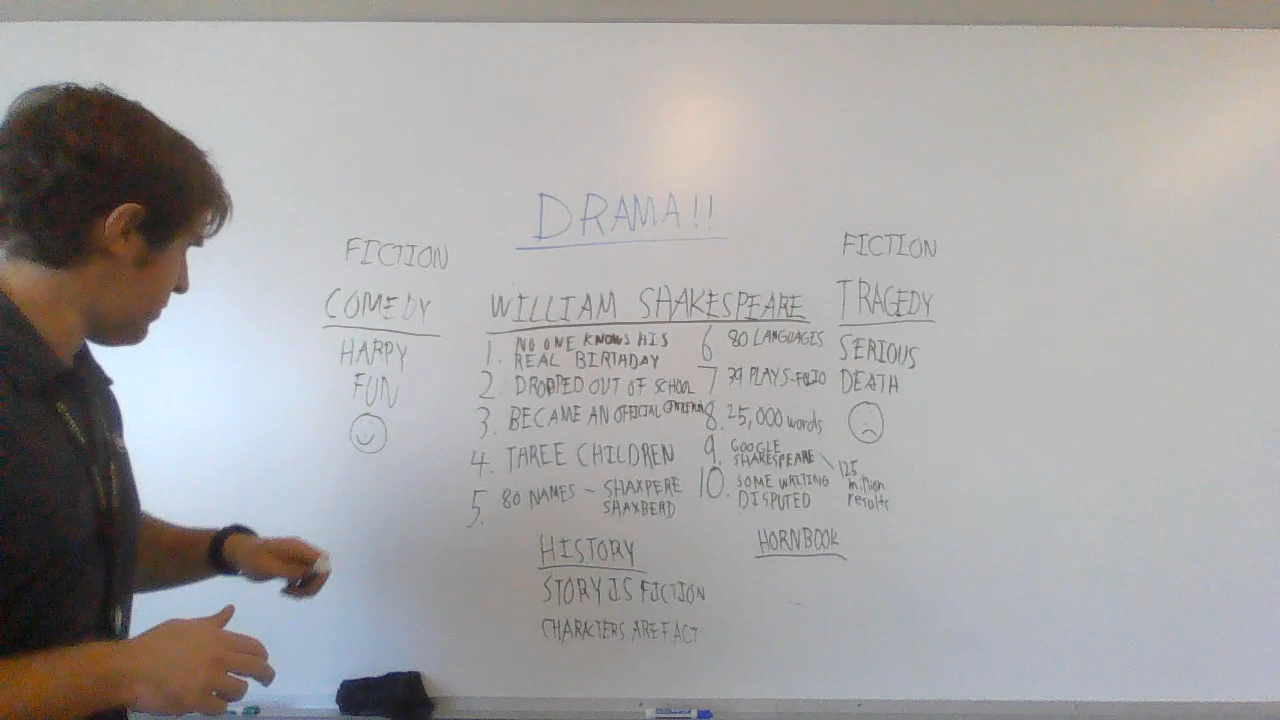 DRAMA!!
FICTION
COMEDY
HAPPY
FUN
WILLIAM SHAKESPEARE
1. NO ONE KNOWS HIS
REAL BIRTHDAY
2. DROPPED OUT OF SCHOOL
3. BECAME AN OFFICIAL
4. THREE CHILDREN
5. 80 NAMES - SHAXPERE
SHAXBERD
6 80 LANGUAGES
7 39 PLAYS-FOLIO
8. 25,000 words
9. GOOGLE
SHAKESPEARE
125
million
results
10. SOME WRITING
DISPUTED
FICTION
TRAGEDY
SERIOUS
DEATH
HISTORY
STORY IS FICTION
CHARACTERS ARE FACT
HORNBOOK